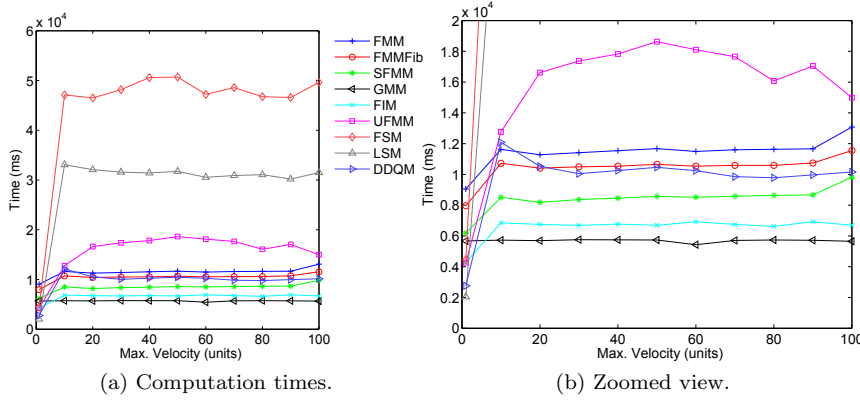 x 10^4
6
5
4
3
2
1
0
0
20
40
60
80
100
Time (ms)
Max. Velocity (units)
FMM
FMMFib
SFMM
GMM
FIM
UFMM
FSM
LSM
DDQM
(a) Computation times.
x 10^4
2
1.8
1.6
1.4
1.2
1
0.8
0.6
0.4
0.2
0
0
20
40
60
80
100
Time (ms)
Max. Velocity (units)
(b) Zoomed view.